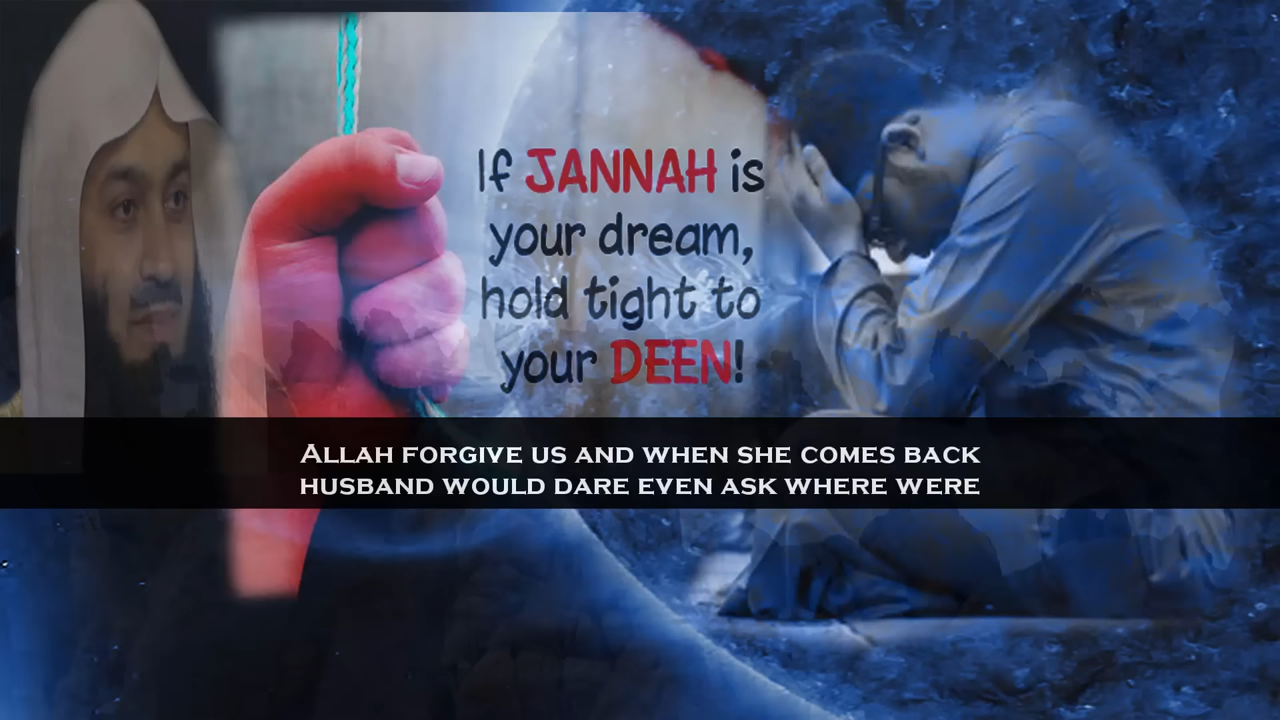 If JANNAH is
your dream,
hold tight to
your DEEN!
ALLAH FORGIVE US AND WHEN SHE COMES BACK
HUSBAND WOULD DARE EVEN ASK WHERE WERE